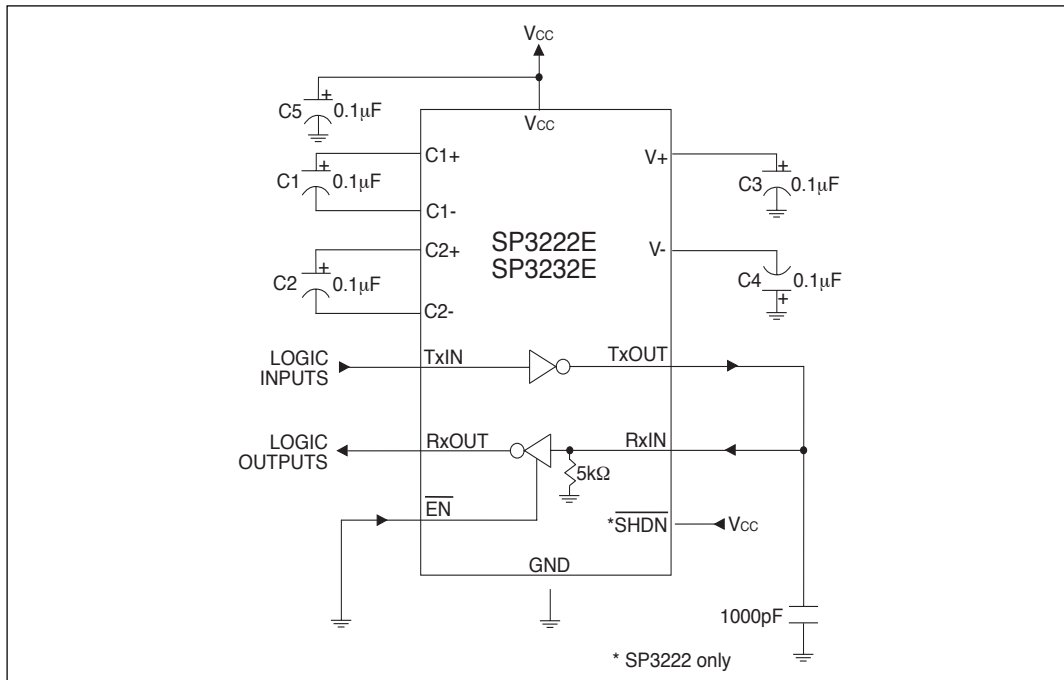 VCC
C5
+
0.1µF
VCC
C1
+
0.1µF
C1+
C1-
V+
C3
+
0.1µF
C2
+
0.1µF
C2+
C2-
SP3222E
SP3232E
V-
C4
0.1µF
+
LOGIC
INPUTS
TxIN
TxOUT
LOGIC
OUTPUTS
RxOUT
RxIN
5kΩ
EN
*SHDN
VCC
GND
1000pF
* SP3222 only